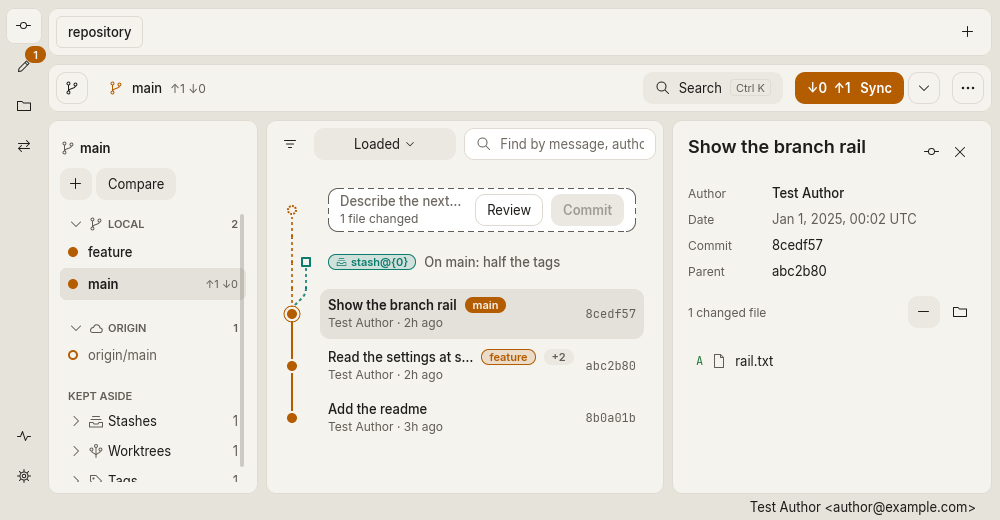 repository
1
main ↑1 ↓0
Search Ctrl K
↓0 ↑1 Sync
main
Compare
LOCAL 2
feature
main ↑1 ↓0
ORIGIN 1
origin/main
KEPT ASIDE
Stashes 1
Worktrees 1
Tags 1
Loaded
Find by message, autho
Describe the next…
1 file changed
Review
Commit
stash@{0} On main: half the tags
Show the branch rail main
Test Author · 2h ago
8cedf57
Read the settings at s… feature +2
Test Author · 2h ago
abc2b80
Add the readme
Test Author · 3h ago
8b0a01b
Show the branch rail
Author Test Author
Date Jan 1, 2025, 00:02 UTC
Commit 8cedf57
Parent abc2b80
1 changed file
A rail.txt
Test Author <author@example.com>